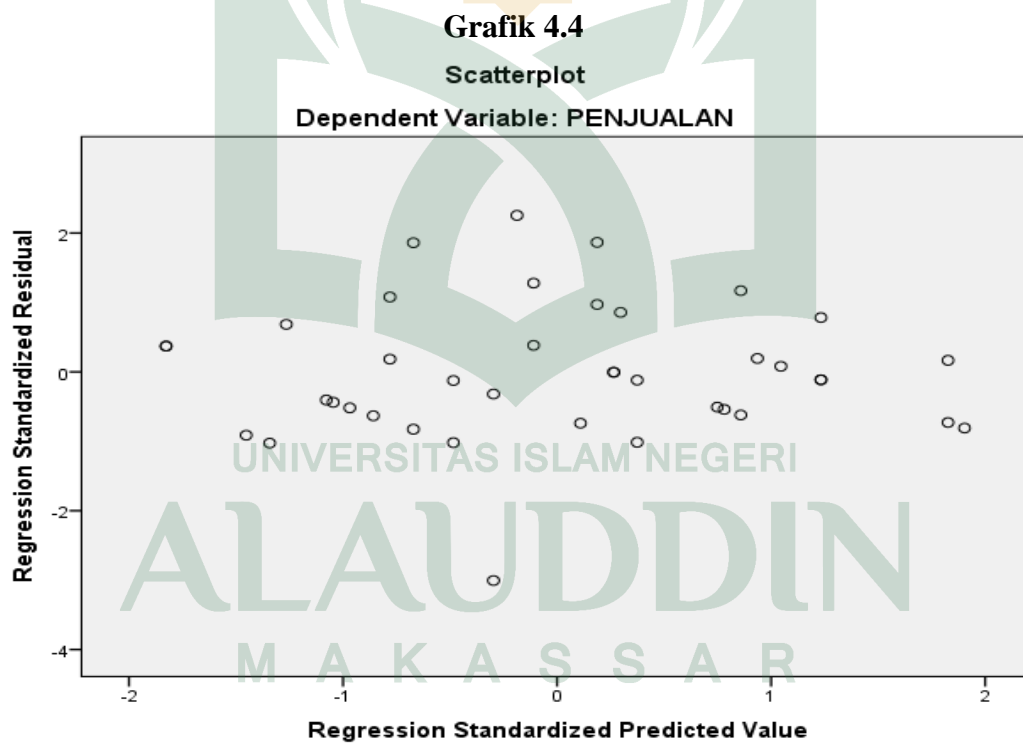 Grafik 4.4
Scatterplot
Dependent Variable: PENJUALAN
Regression Standardized Residual
2
0
-2
-4
UNIVERSITAS ISLAM NEGERI
ALAUDDIN
MAKASSAR
-2 -1 0 1 2
Regression Standardized Predicted Value